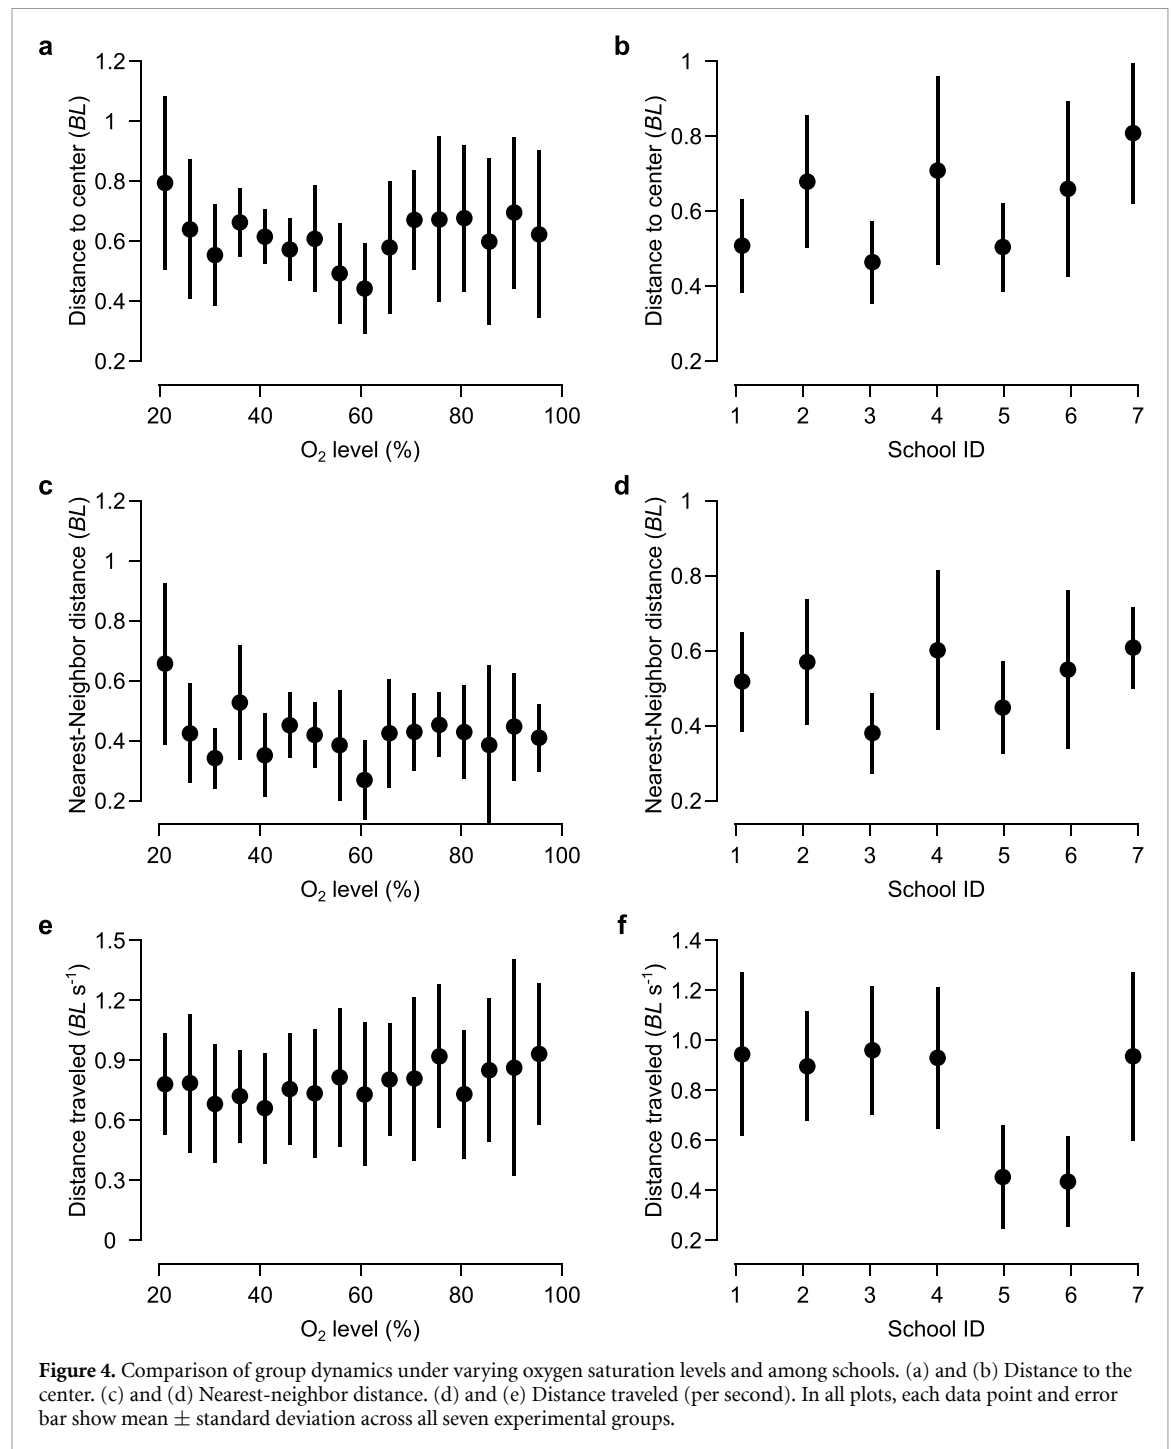 a
1.2
1
0.8
0.6
0.4
0.2
Distance to center (BL)
20 40 60 80 100
O₂ level (%)
b
1
0.8
0.6
0.4
0.2
Distance to center (BL)
1 2 3 4 5 6 7
School ID
c
1.2
1
0.8
0.6
0.4
0.2
Nearest-Neighbor distance (BL)
20 40 60 80 100
O₂ level (%)
d
1
0.8
0.6
0.4
0.2
Nearest-Neighbor distance (BL)
1 2 3 4 5 6 7
School ID
e
1.5
1.2
0.9
0.6
0.3
0
Distance traveled (BL s⁻¹)
20 40 60 80 100
O₂ level (%)
f
1.4
1.2
1.0
0.8
0.6
0.4
0.2
Distance traveled (BL s⁻¹)
1 2 3 4 5 6 7
School ID
Figure 4. Comparison of group dynamics under varying oxygen saturation levels and among schools. (a) and (b) Distance to the
center. (c) and (d) Nearest-neighbor distance. (d) and (e) Distance traveled (per second). In all plots, each data point and error
bar show mean ± standard deviation across all seven experimental groups.